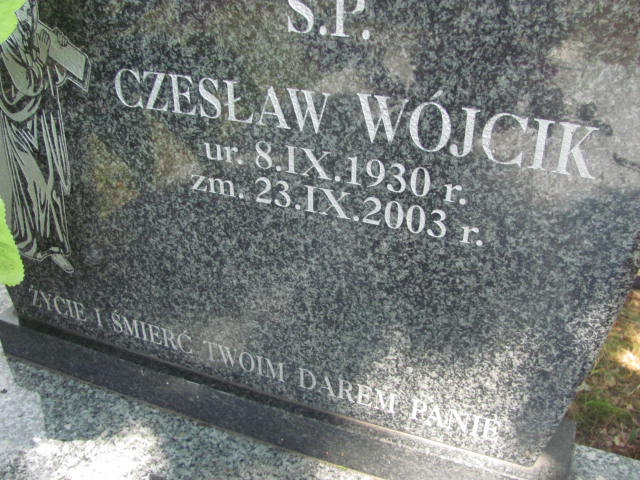 Ś.P.
CZESŁAW WÓJCIK
ur. 8.IX.1930 r.
zm. 23.IX.2003 r.
ŻYCIE I ŚMIERĆ TWOIM DAREM PANIE